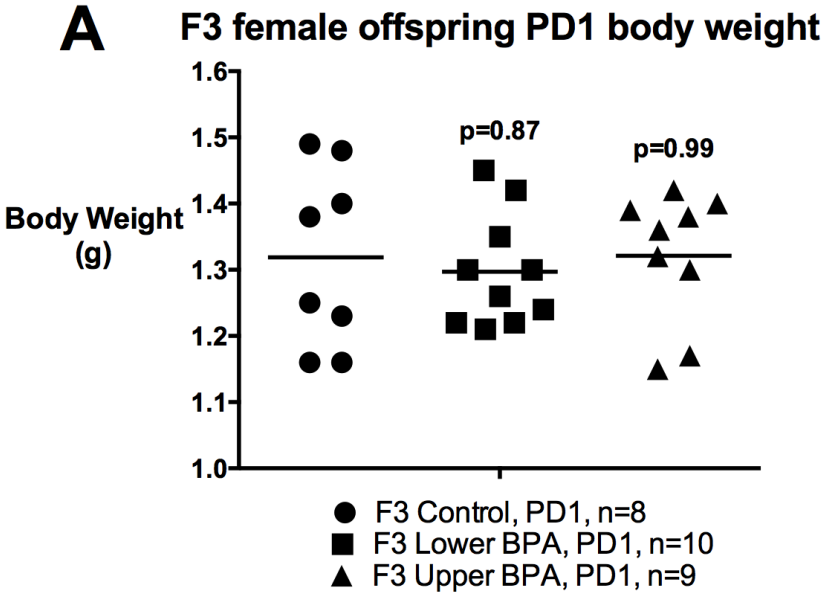 A
F3 female offspring PD1 body weight
1.6
1.5
1.4
1.3
1.2
1.1
1.0
Body Weight
(g)
p=0.87
p=0.99
F3 Control, PD1, n=8
F3 Lower BPA, PD1, n=10
F3 Upper BPA, PD1, n=9